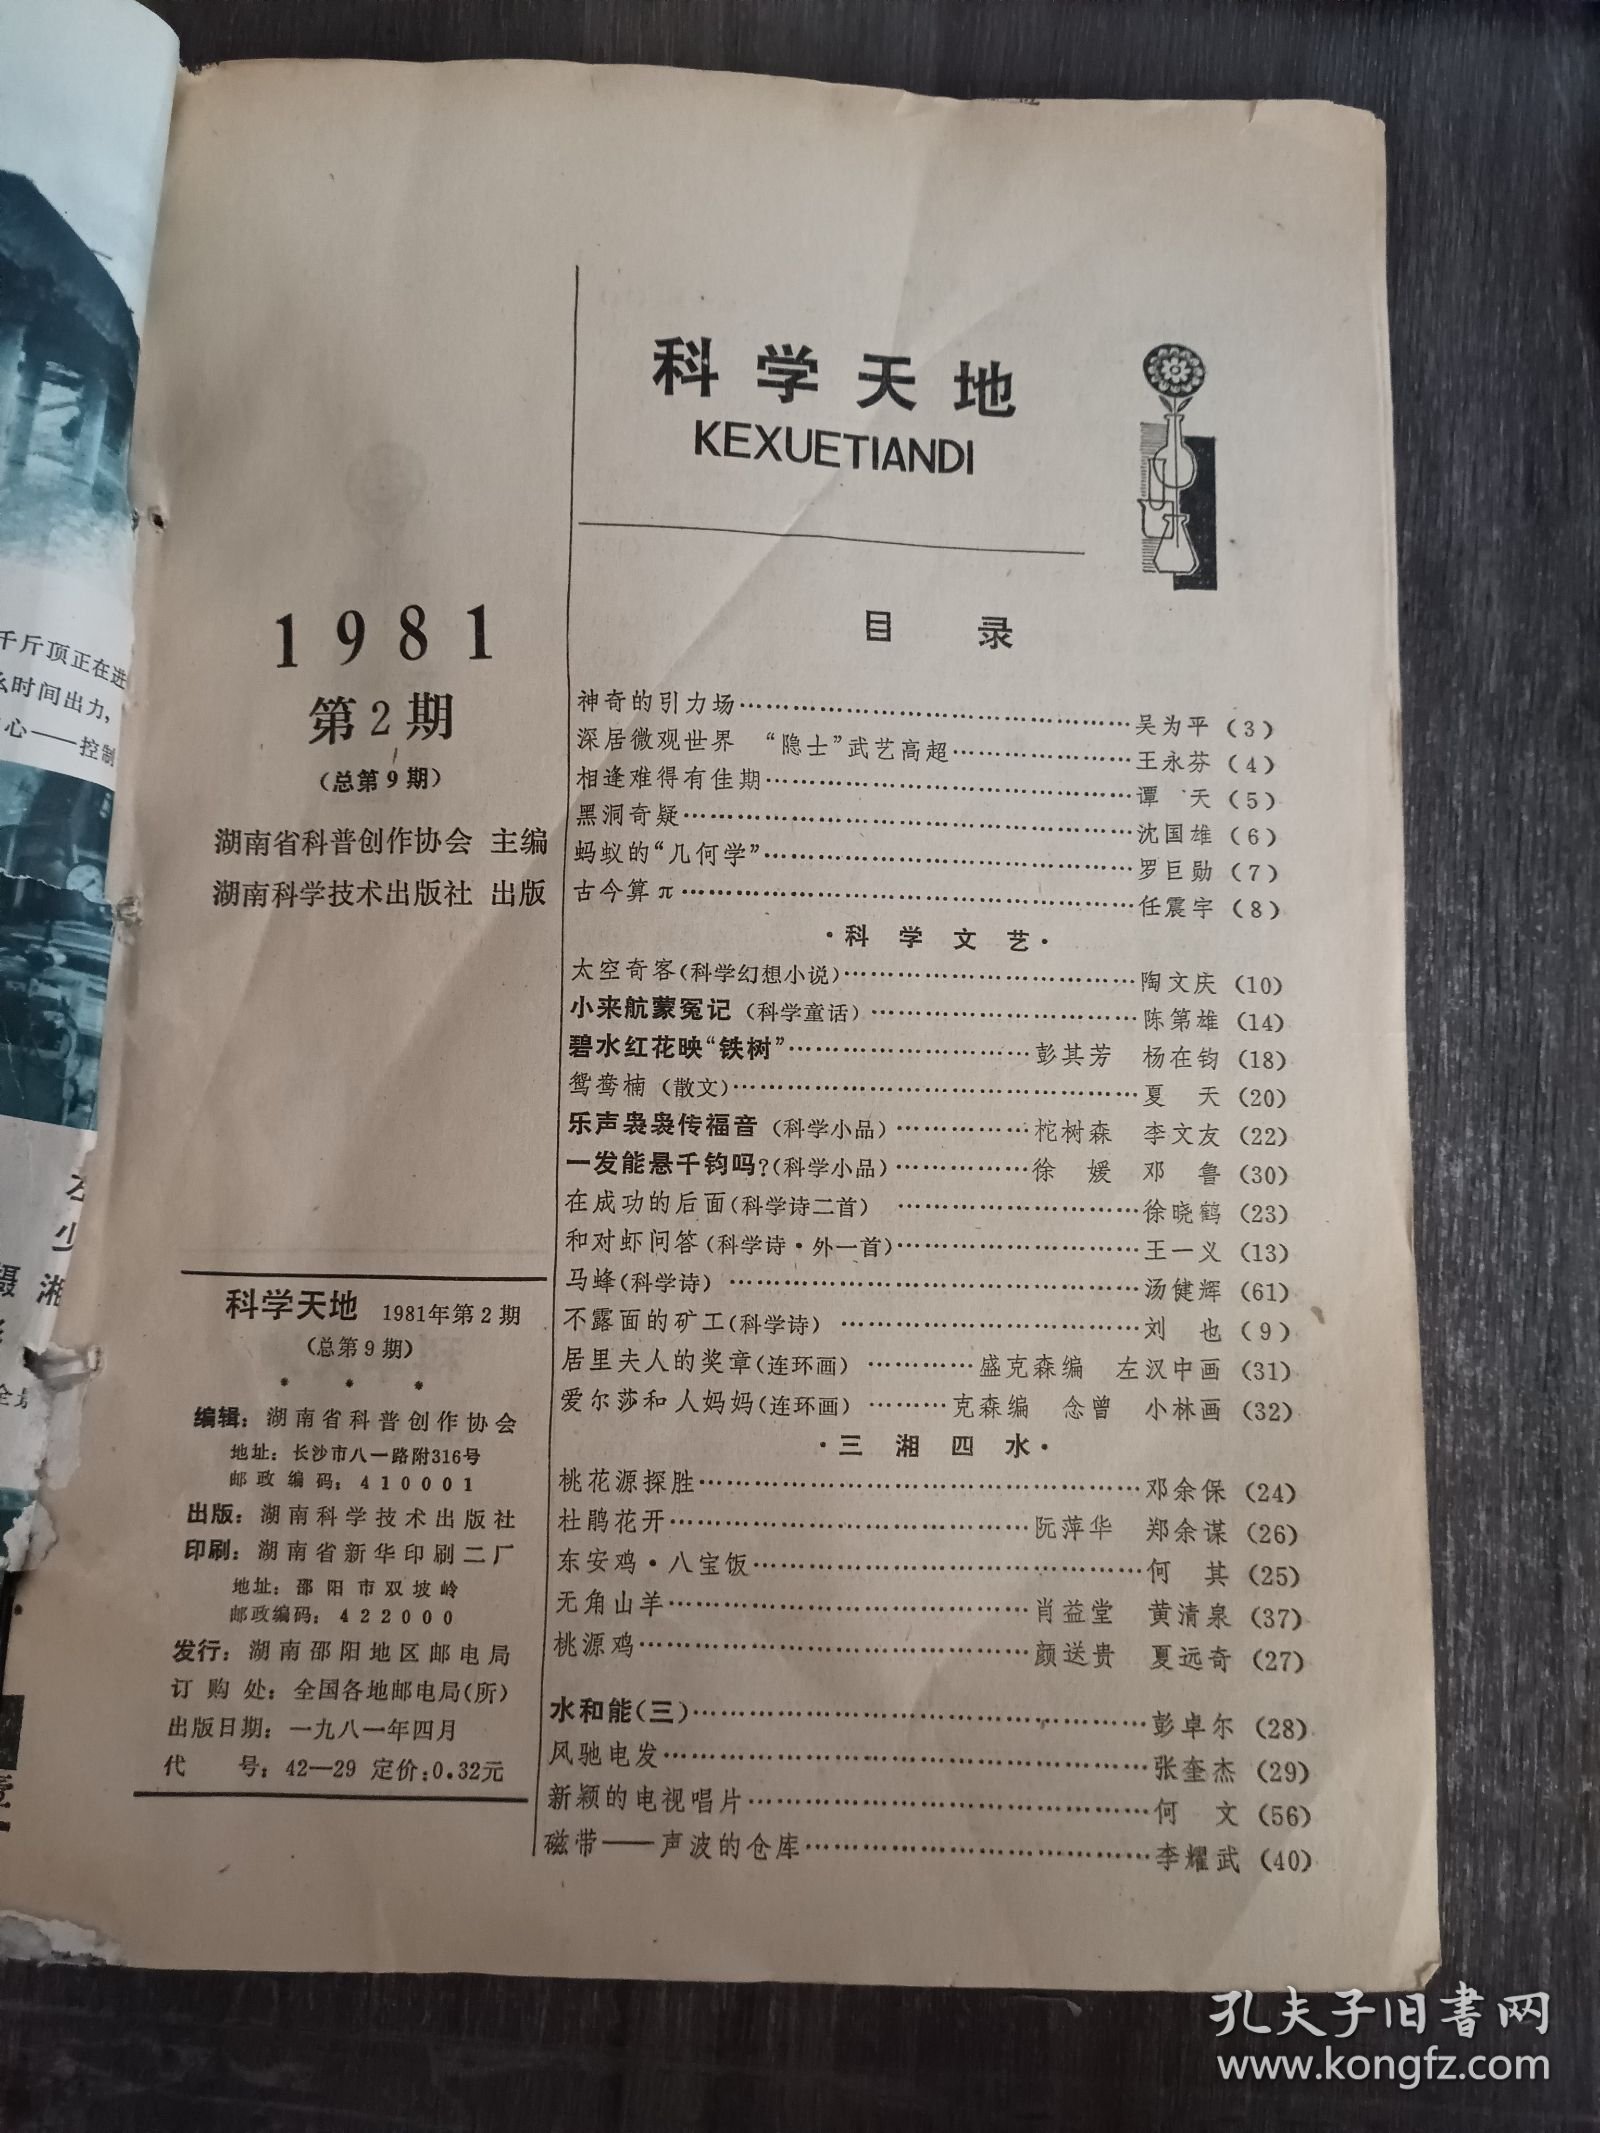 科学天地
KEXUETIANDI
1981
第2期
(总第9期)
湖南省科普创作协会 主编
湖南科学技术出版社 出版
目 录
神奇的引力场……吴为平(3)
深居微观世界 “隐士”武艺高超……王永芬(4)
相逢难得有佳期……谭 天(5)
黑洞奇疑……沈国雄(6)
蚂蚁的“几何学”……罗巨勋(7)
古今算π……任震宇(8)
·科学文艺·
太空奇客(科学幻想小说)……陶文庆(10)
小来航蒙冤记(科学童话)……陈第雄(14)
碧水红花映“铁树”……彭其芳 杨在钧(18)
鸳鸯楠(散文)……夏 天(20)
乐声袅袅传福音(科学小品)……柁树森 李文友(22)
一发能悬千钧吗?(科学小品)……徐 媛 邓 鲁(30)
在成功的后面(科学诗二首)……徐晓鹤(23)
和对虾问答(科学诗·外一首)……王一义(13)
马蜂(科学诗)……汤健辉(61)
不露面的矿工(科学诗)……刘 也(9)
居里夫人的奖章(连环画)……盛克森编 左汉中画(31)
爱尔莎和人妈妈(连环画)……克森编 念曾 小林画(32)
·三湘四水·
桃花源探胜……邓余保(24)
杜鹃花开……阮萍华 郑余谋(26)
东安鸡·八宝饭……何 其(25)
无角山羊……肖益堂 黄清泉(37)
桃源鸡……颜送贵 夏远奇(27)
水和能(三)……彭卓尔(28)
风驰电发……张奎杰(29)
新颖的电视唱片……何 文(56)
磁带——声波的仓库……李耀武(40)
科学天地 1981年第2期
(总第9期)
* * *
编辑:湖南省科普创作协会
地址:长沙市八一路附316号
邮政编码:410001
出版:湖南科学技术出版社
印刷:湖南省新华印刷二厂
地址:邵阳市双坡岭
邮政编码:422000
发行:湖南邵阳地区邮电局
订购处:全国各地邮电局(所)
出版日期:一九八一年四月
代 号:42—29 定价:0.32元
千斤顶正在进
么时间出力,
心——控制
孔夫子旧书网
www.kongfz.com